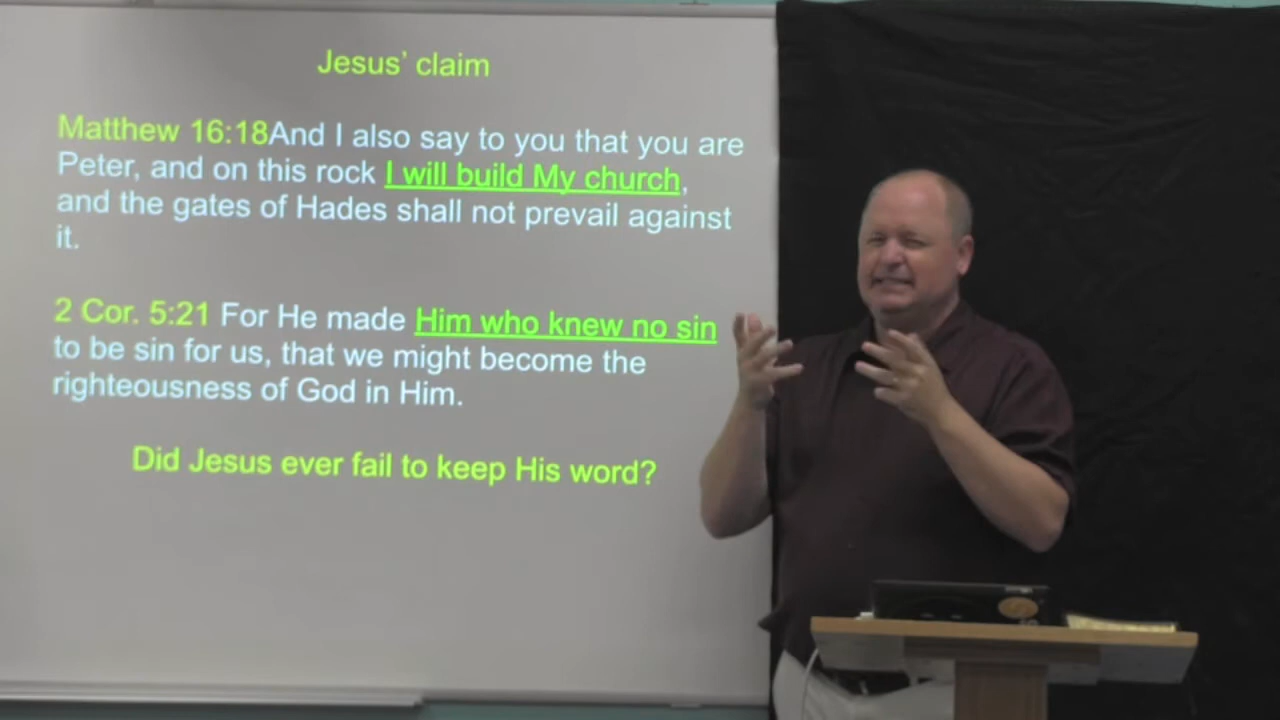 Jesus' claim
Matthew 16:18And I also say to you that you are
Peter, and on this rock I will build My church,
and the gates of Hades shall not prevail against
it.
2 Cor. 5:21 For He made Him who knew no sin
to be sin for us, that we might become the
righteousness of God in Him.
Did Jesus ever fail to keep His word?